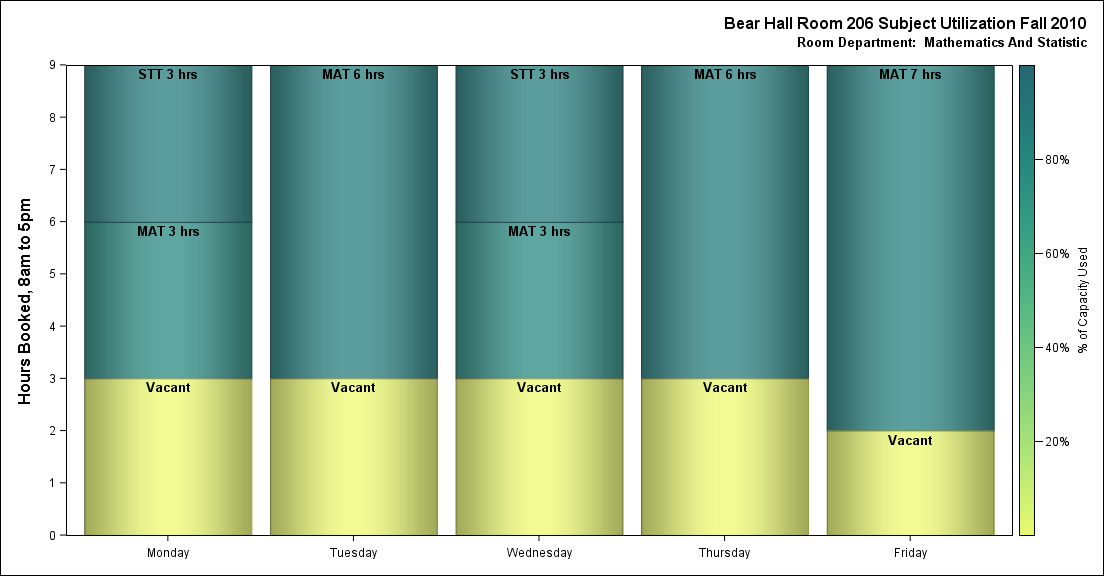 Bear Hall Room 206 Subject Utilization Fall 2010
Room Department:  Mathematics And Statistic
Hours Booked, 8am to 5pm
9
8
7
6
5
4
3
2
1
0
STT 3 hrs
MAT 3 hrs
Vacant
MAT 6 hrs
Vacant
STT 3 hrs
MAT 3 hrs
Vacant
MAT 6 hrs
Vacant
MAT 7 hrs
Vacant
Monday
Tuesday
Wednesday
Thursday
Friday
80%
60%
40%
20%
% of Capacity Used